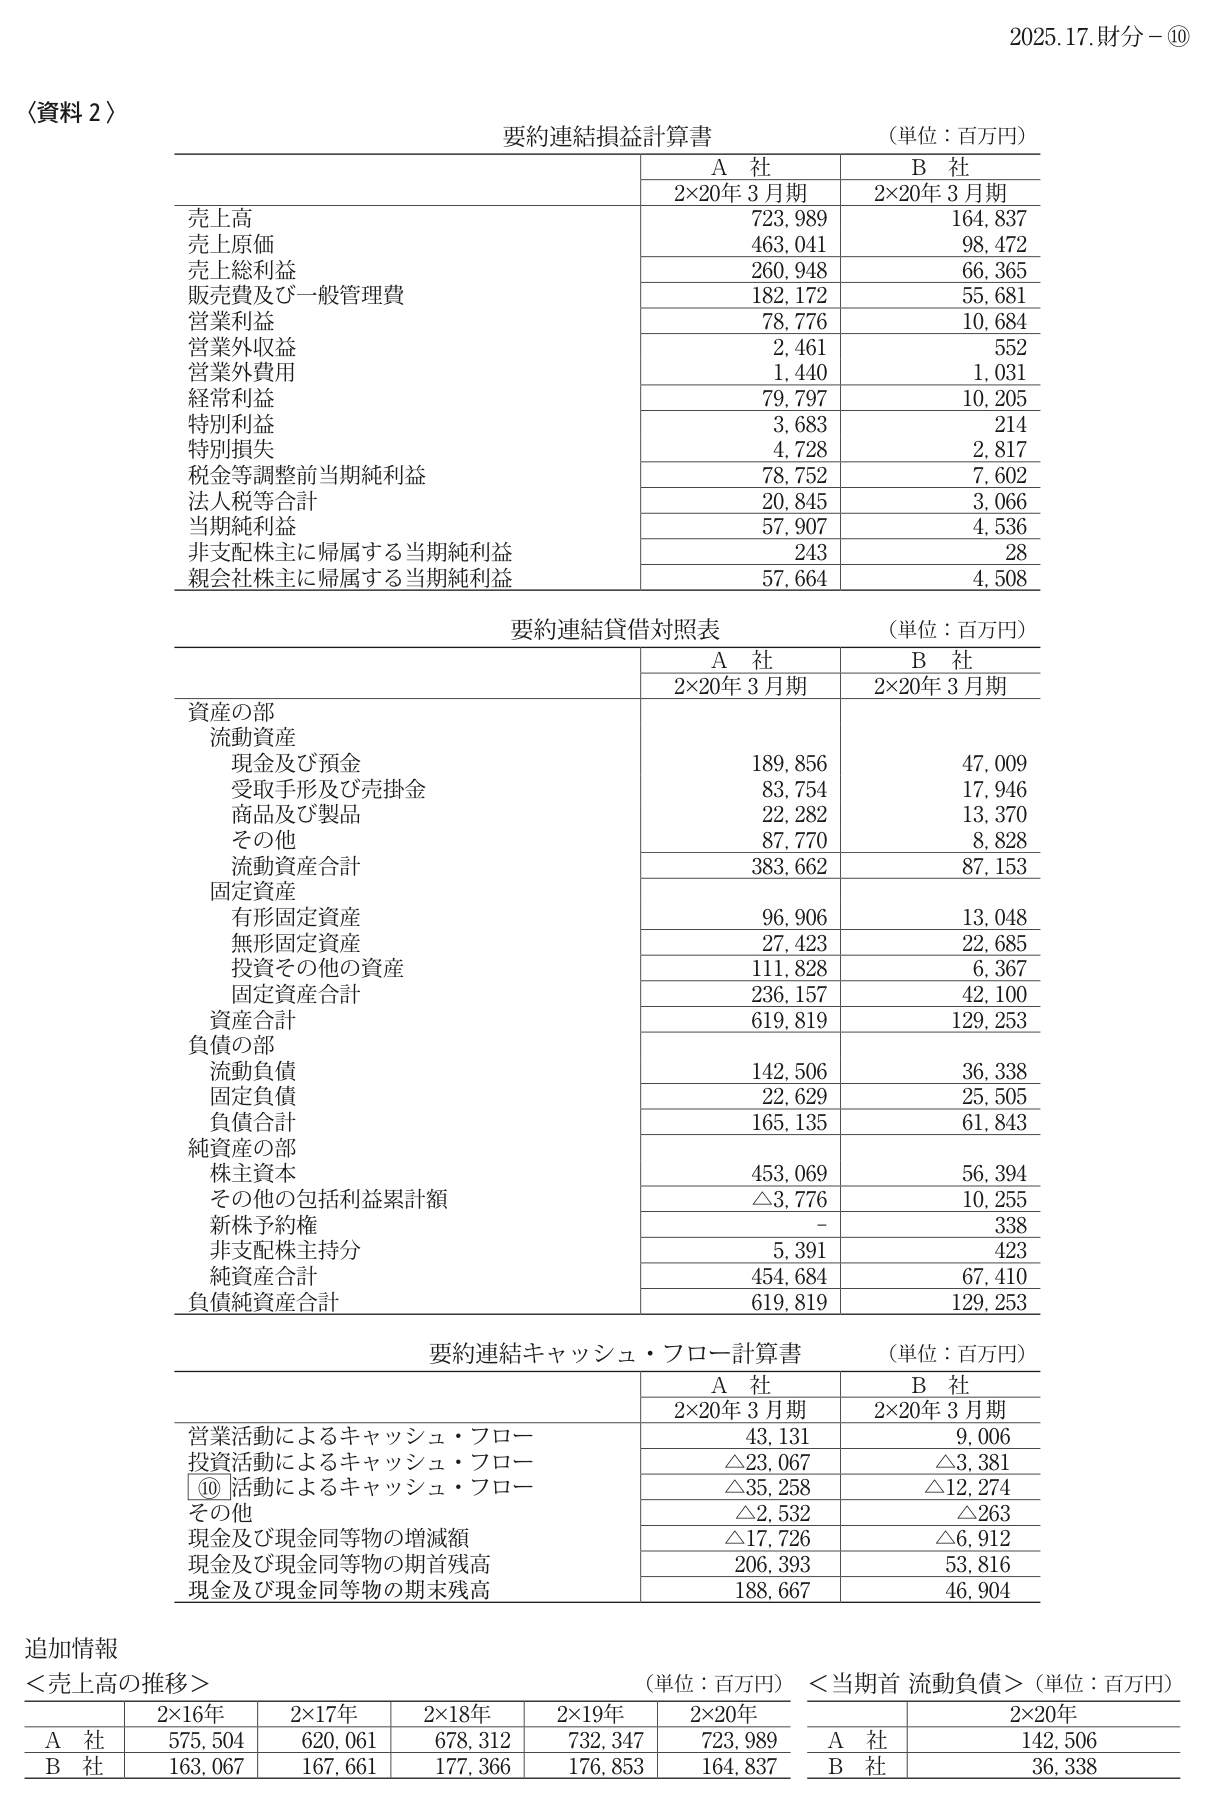 2025.17.財分－⑩
〈資料２〉
要約連結損益計算書 （単位：百万円）
A 社 B 社
2×20年３月期 2×20年３月期
売上高 723,989 164,837
売上原価 463,041 98,472
売上総利益 260,948 66,365
販売費及び一般管理費 182,172 55,681
営業利益 78,776 10,684
営業外収益 2,461 552
営業外費用 1,440 1,031
経常利益 79,797 10,205
特別利益 3,683 214
特別損失 4,728 2,817
税金等調整前当期純利益 78,752 7,602
法人税等合計 20,845 3,066
当期純利益 57,907 4,536
非支配株主に帰属する当期純利益 243 28
親会社株主に帰属する当期純利益 57,664 4,508
要約連結貸借対照表 （単位：百万円）
A 社 B 社
2×20年３月期 2×20年３月期
資産の部
流動資産
現金及び預金 189,856 47,009
受取手形及び売掛金 83,754 17,946
商品及び製品 22,282 13,370
その他 87,770 8,828
流動資産合計 383,662 87,153
固定資産
有形固定資産 96,906 13,048
無形固定資産 27,423 22,685
投資その他の資産 111,828 6,367
固定資産合計 236,157 42,100
資産合計 619,819 129,253
負債の部
流動負債 142,506 36,338
固定負債 22,629 25,505
負債合計 165,135 61,843
純資産の部
株主資本 453,069 56,394
その他の包括利益累計額 △3,776 10,255
新株予約権 － 338
非支配株主持分 5,391 423
純資産合計 454,684 67,410
負債純資産合計 619,819 129,253
要約連結キャッシュ・フロー計算書 （単位：百万円）
A 社 B 社
2×20年３月期 2×20年３月期
営業活動によるキャッシュ・フロー 43,131 9,006
投資活動によるキャッシュ・フロー △23,067 △3,381
⑩活動によるキャッシュ・フロー △35,258 △12,274
その他 △2,532 △263
現金及び現金同等物の増減額 △17,726 △6,912
現金及び現金同等物の期首残高 206,393 53,816
現金及び現金同等物の期末残高 188,667 46,904
追加情報
＜売上高の推移＞ （単位：百万円）
2×16年 2×17年 2×18年 2×19年 2×20年
A 社 575,504 620,061 678,312 732,347 723,989
B 社 163,067 167,661 177,366 176,853 164,837
＜当期首 流動負債＞（単位：百万円）
2×20年
A 社 142,506
B 社 36,338